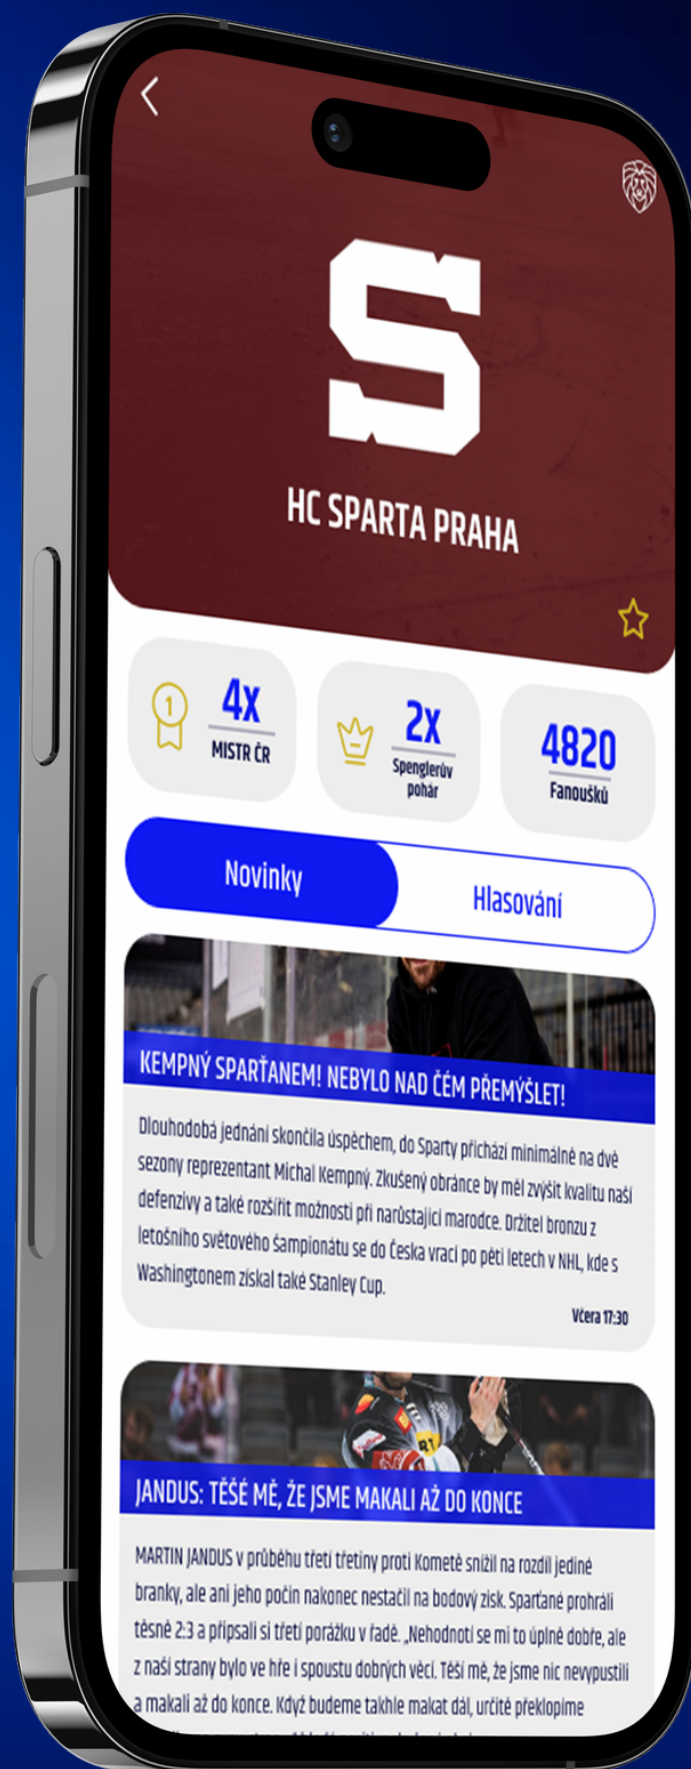 S
HC SPARTA PRAHA
1
4X
MISTR ČR
2X
Spenglerův
pohár
4820
Fanoušků
Novinky
Hlasování
KEMPNÝ SPARŤANEM! NEBYLO NAD ČÉM PŘEMÝŠLET!
Dlouhodobá jednání skončila úspěchem, do Sparty přichází minimálně na dvě
sezony reprezentant Michal Kempný. Zkušený obránce by měl zvýšit kvalitu naší
defenzivy a také rozšířit možnosti při narůstající marodce. Držitel bronzu z
letošního světového šampionátu se do Česka vrací po pěti letech v NHL, kde s
Washingtonem získal také Stanley Cup.
Včera 17:30
JANDUS: TĚŠÉ MĚ, ŽE JSME MAKALI AŽ DO KONCE
MARTIN JANDUS v průběhu třetí třetiny proti Kometě snížil na rozdíl jediné
branky, ale ani jeho počin nakonec nestačil na bodový zisk. Sparťané prohráli
těsně 2:3 a připsali si třetí porážku v řadě. „Nehodnotí se mi to úplně dobře, ale
z naší strany bylo ve hře i spoustu dobrých věcí. Těší mě, že jsme nic nevypustili
a makali až do konce. Když budeme takhle makat dál, určitě překlopíme